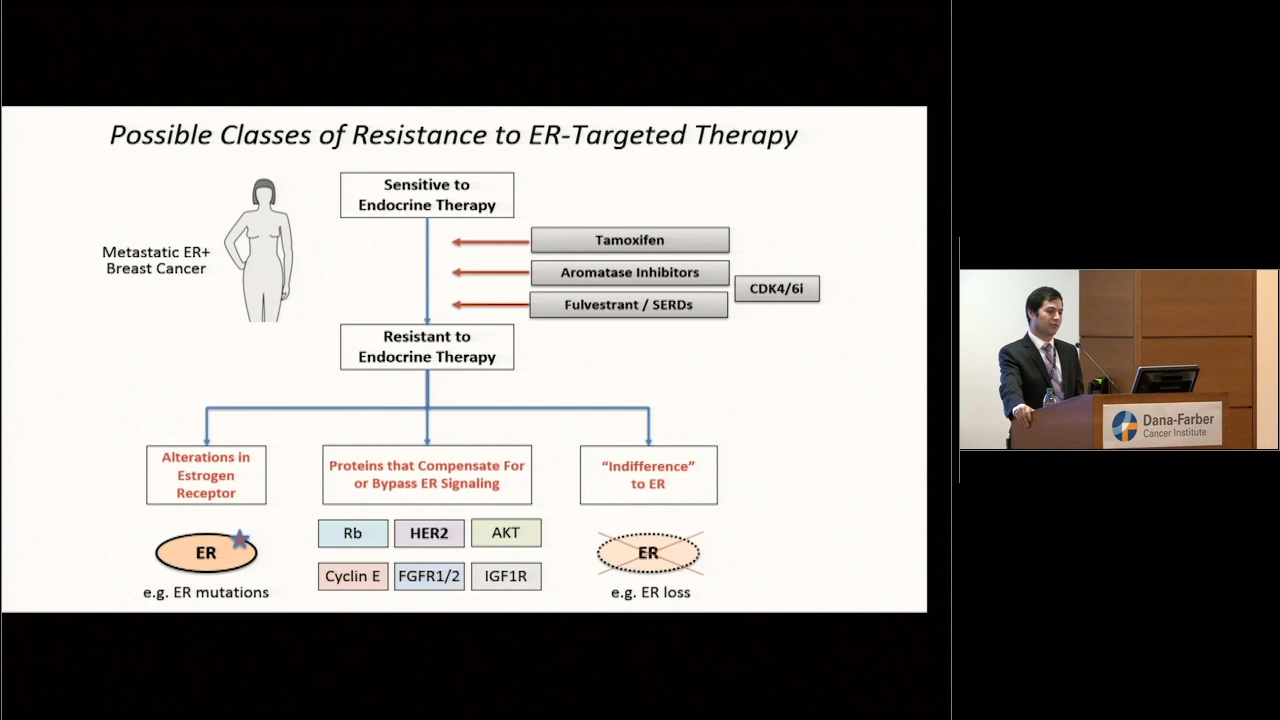 Possible Classes of Resistance to ER-Targeted Therapy
Sensitive to
Endocrine Therapy
Metastatic ER+
Breast Cancer
Tamoxifen
Aromatase Inhibitors
CDK4/6i
Fulvestrant / SERDs
Resistant to
Endocrine Therapy
Alterations in
Estrogen
Receptor
Proteins that Compensate For
or Bypass ER Signaling
“Indifference”
to ER
ER
Rb
HER2
AKT
Cyclin E
FGFR1/2
IGF1R
ER
e.g. ER mutations
e.g. ER loss
Dana-Farber
Cancer Institute